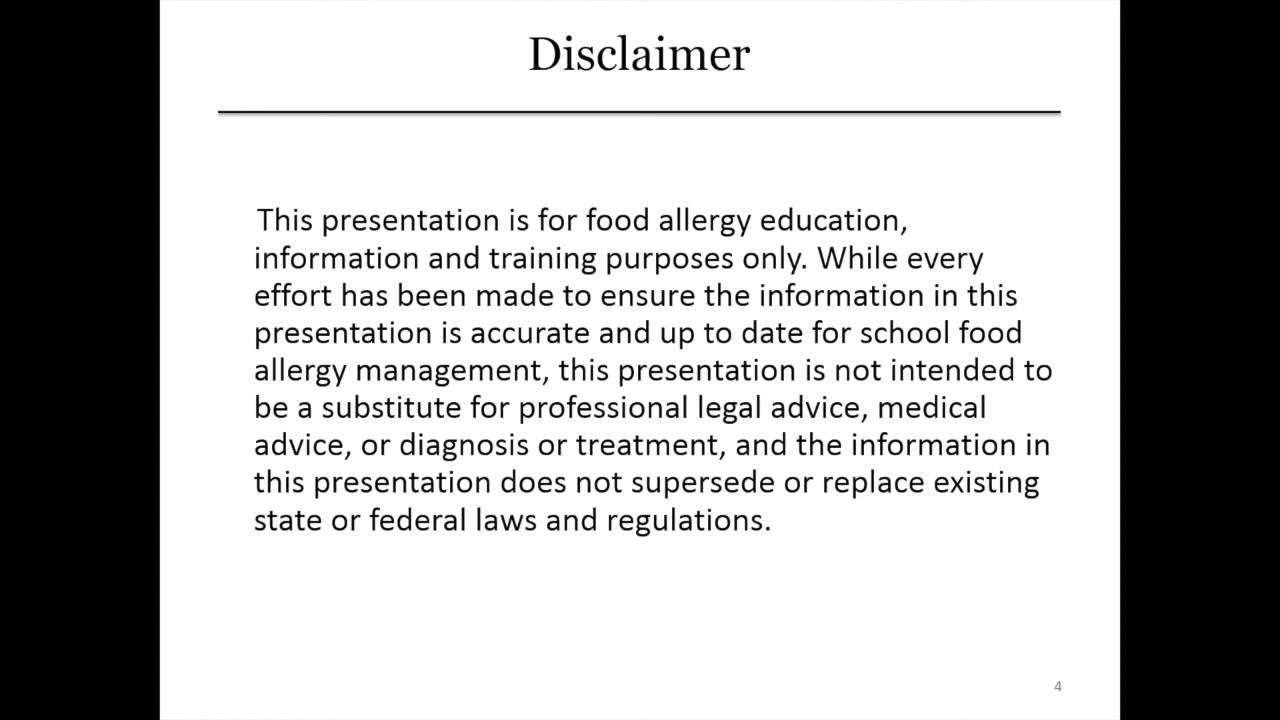 Disclaimer
This presentation is for food allergy education,
information and training purposes only. While every
effort has been made to ensure the information in this
presentation is accurate and up to date for school food
allergy management, this presentation is not intended to
be a substitute for professional legal advice, medical
advice, or diagnosis or treatment, and the information in
this presentation does not supersede or replace existing
state or federal laws and regulations.
4